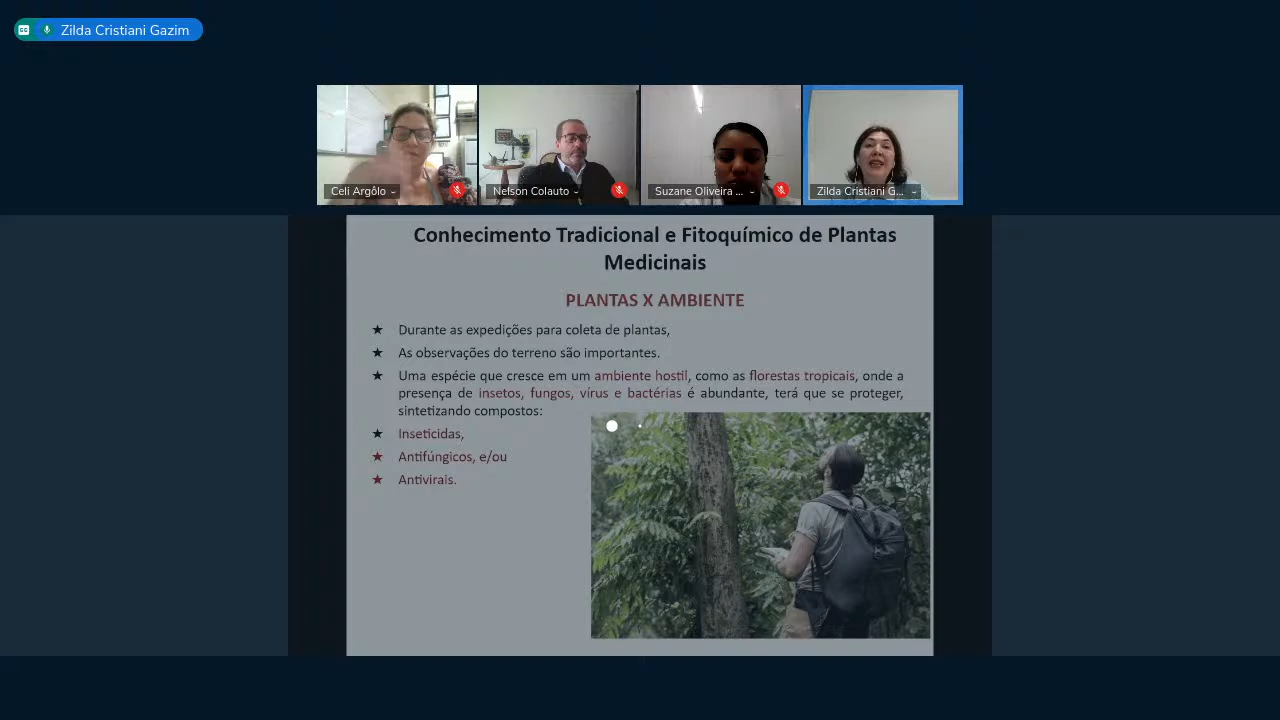 Zilda Cristiani Gazim
Celi Argôlo
Nelson Colauto
Suzane Oliveira ...
Zilda Cristiani G...
Conhecimento Tradicional e Fitoquímico de Plantas
Medicinais
PLANTAS X AMBIENTE
★ Durante as expedições para coleta de plantas,
★ As observações do terreno são importantes.
★ Uma espécie que cresce em um ambiente hostil, como as florestas tropicais, onde a
presença de insetos, fungos, vírus e bactérias é abundante, terá que se proteger,
sintetizando compostos:
★ Inseticidas,
★ Antifúngicos, e/ou
★ Antivirais.